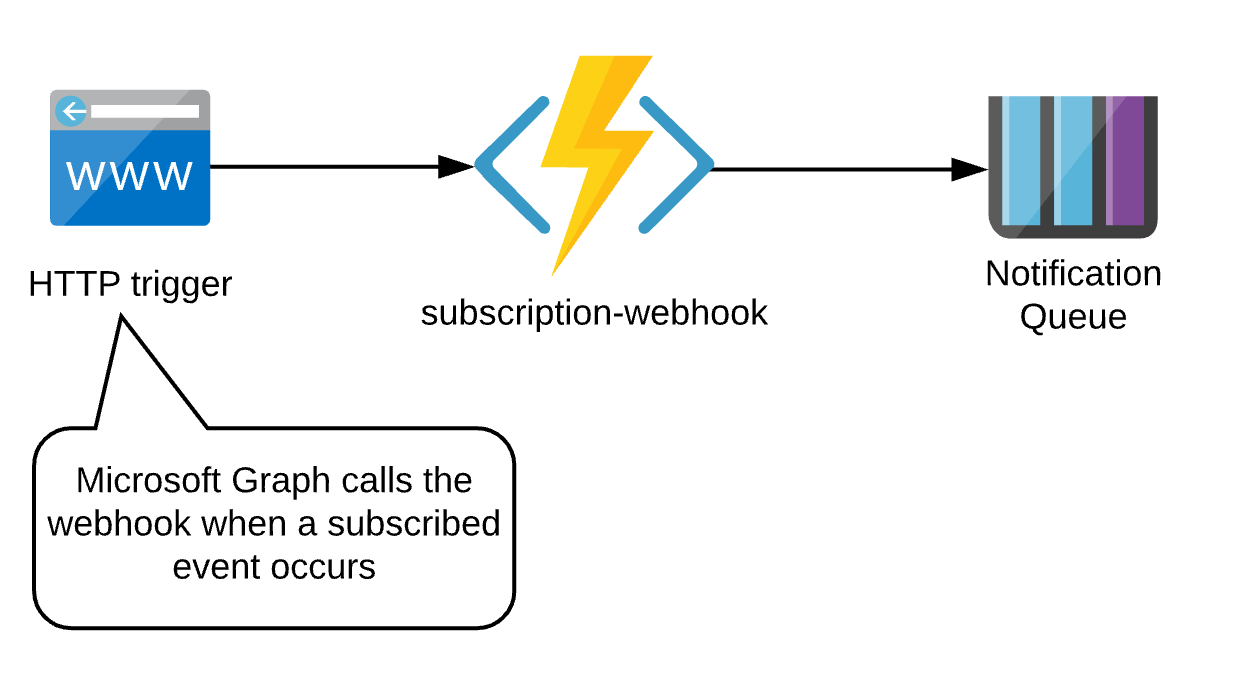 WWW
HTTP trigger
subscription-webhook
Notification
Queue
Microsoft Graph calls the
webhook when a subscribed
event occurs